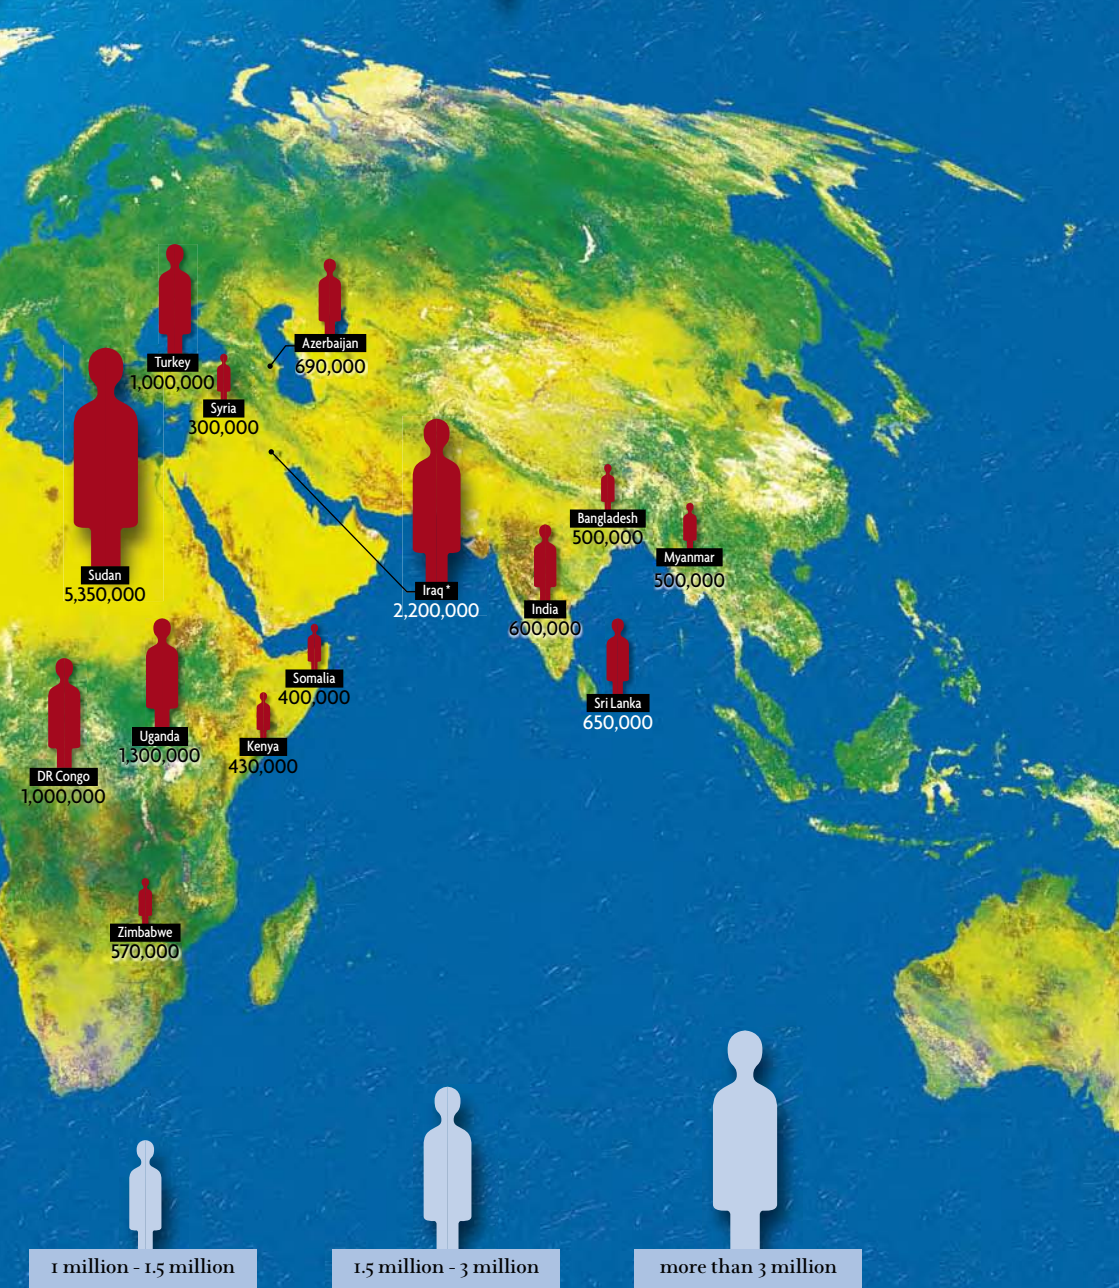 Turkey
1,000,000
Azerbaijan
690,000
Syria
300,000
Sudan
5,350,000
Iraq *
2,200,000
Bangladesh
500,000
Myanmar
500,000
India
600,000
Sri Lanka
650,000
Somalia
400,000
Uganda
1,300,000
Kenya
430,000
DR Congo
1,000,000
Zimbabwe
570,000
1 million - 1.5 million
1.5 million - 3 million
more than 3 million